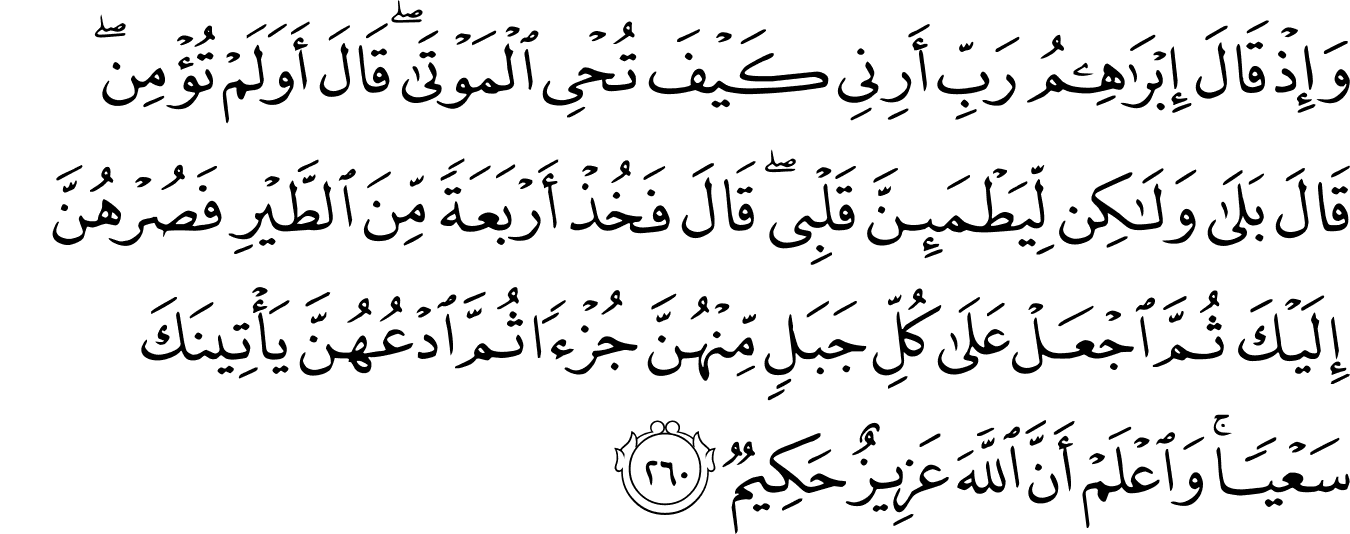 وَإِذْ قَالَ إِبْرَٰهِـۧمُ رَبِّ أَرِنِى كَيْفَ تُحْىِ ٱلْمَوْتَىٰ ۖ قَالَ أَوَلَمْ تُؤْمِن ۖ
قَالَ بَلَىٰ وَلَـٰكِن لِّيَطْمَئِنَّ قَلْبِى ۖ قَالَ فَخُذْ أَرْبَعَةً مِّنَ ٱلطَّيْرِ فَصُرْهُنَّ
إِلَيْكَ ثُمَّ ٱجْعَلْ عَلَىٰ كُلِّ جَبَلٍ مِّنْهُنَّ جُزْءًا ثُمَّ ٱدْعُهُنَّ يَأْتِينَكَ
سَعْيًا ۚ وَٱعْلَمْ أَنَّ ٱللَّهَ عَزِيزٌ حَكِيمٌ ٢٦٠